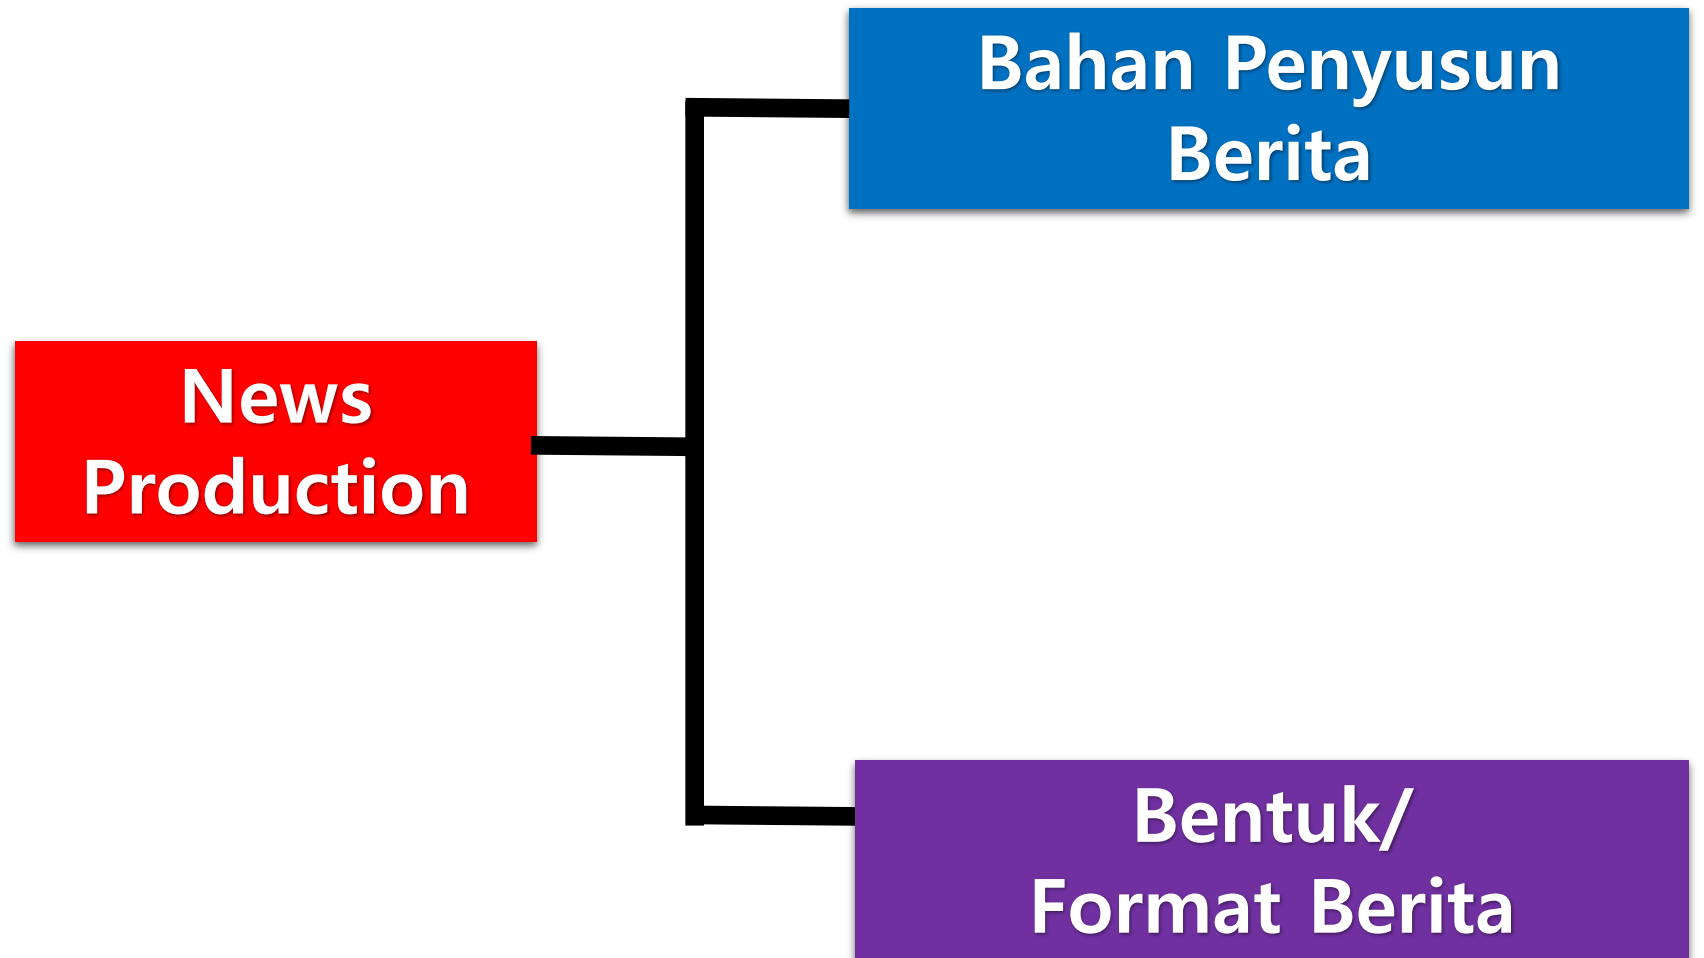 Bahan Penyusun
Berita
News
Production
Bentuk/
Format Berita